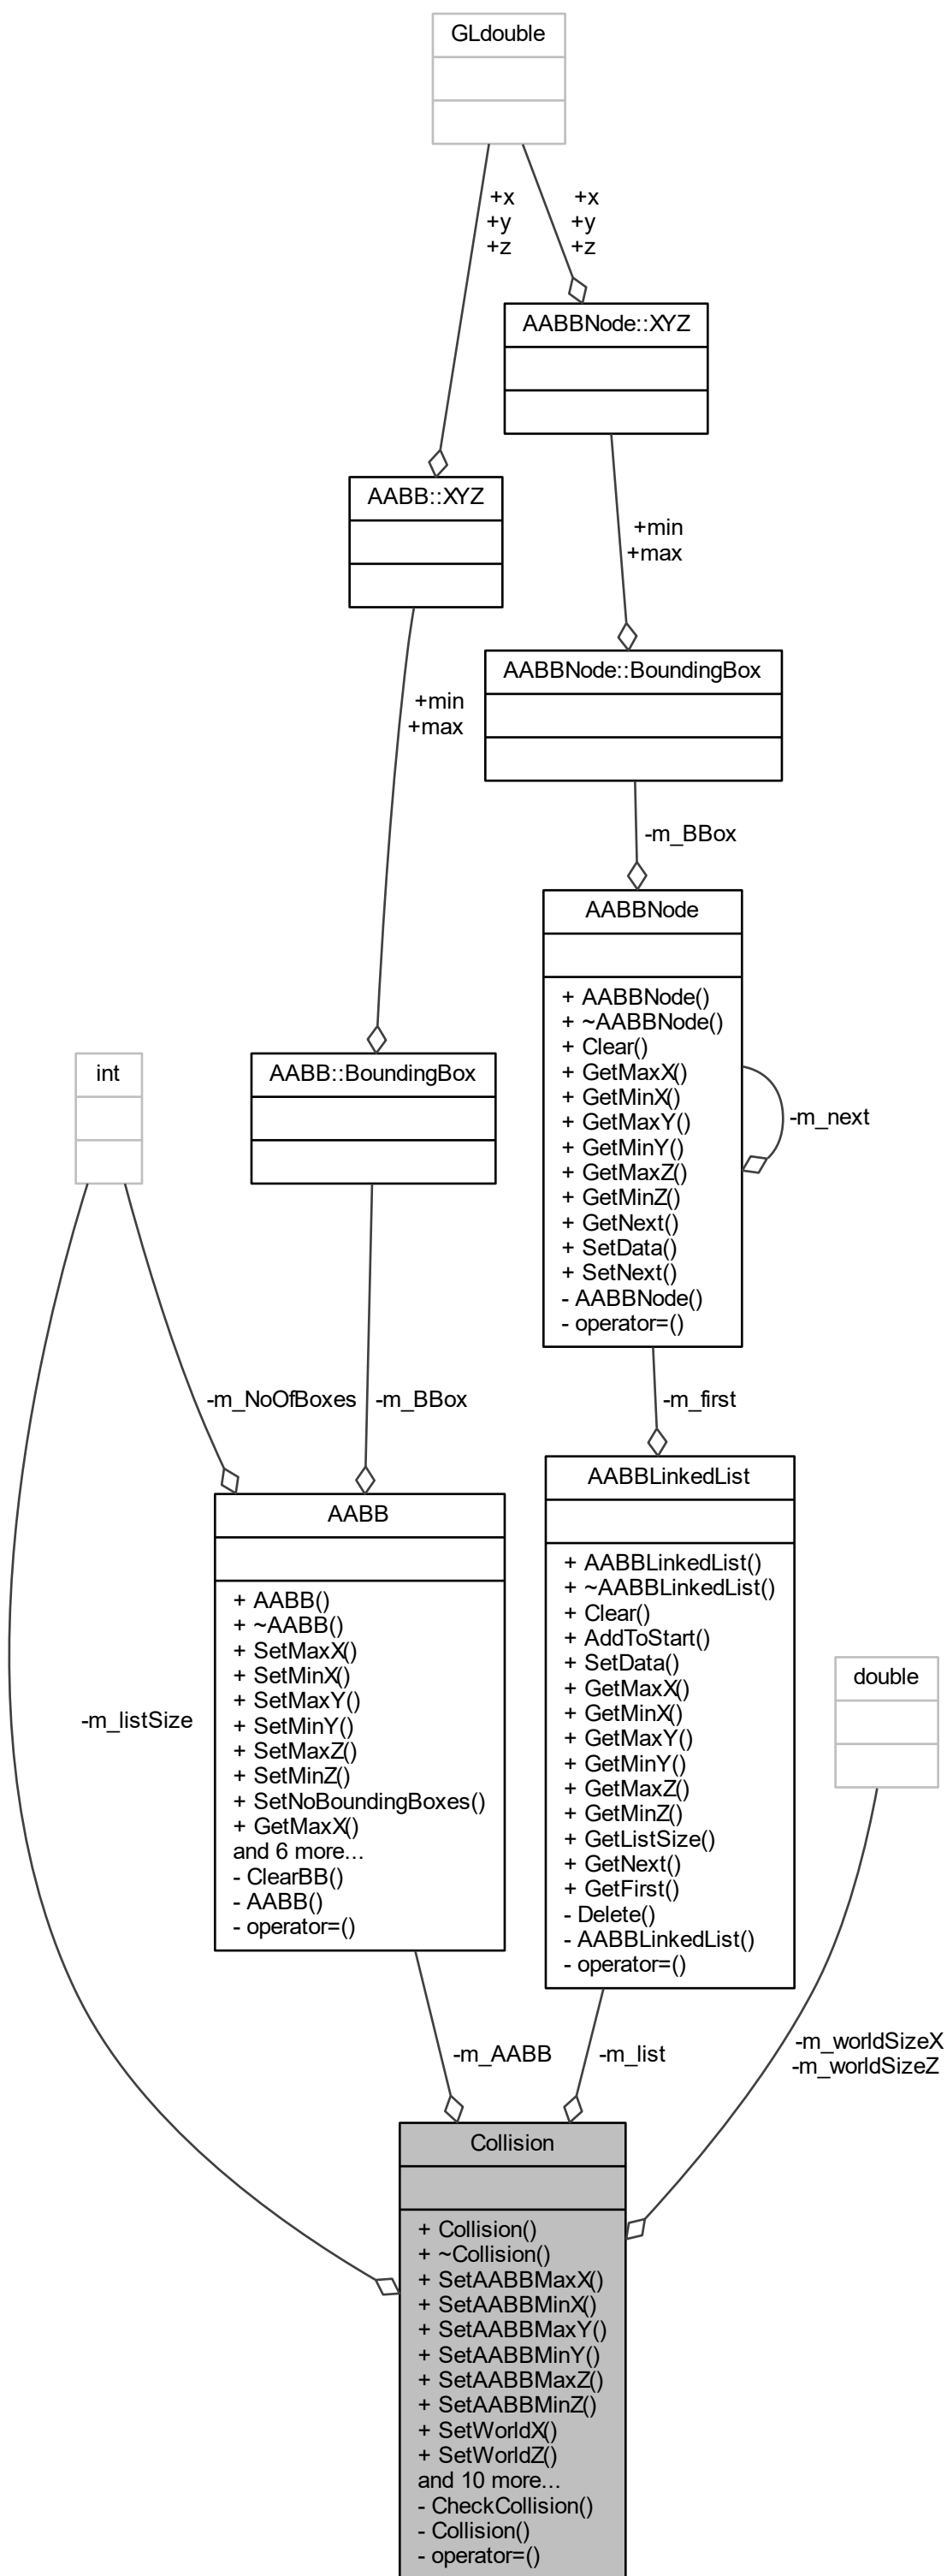 GLdouble
+x
+y
+z
+x
+y
+z
AABBNode::XYZ
AABB::XYZ
+min
+max
AABBNode::BoundingBox
+min
+max
-m_BBox
AABBNode
+ AABBNode()
+ ~AABBNode()
+ Clear()
+ GetMaxX()
+ GetMinX()
+ GetMaxY()
+ GetMinY()
+ GetMaxZ()
+ GetMinZ()
+ GetNext()
+ SetData()
+ SetNext()
- AABBNode()
- operator=()
-m_next
int
AABB::BoundingBox
-m_NoOfBoxes
-m_BBox
-m_first
AABB
+ AABB()
+ ~AABB()
+ SetMaxX()
+ SetMinX()
+ SetMaxY()
+ SetMinY()
+ SetMaxZ()
+ SetMinZ()
+ SetNoBoundingBoxes()
+ GetMaxX()
and 6 more...
- ClearBB()
- AABB()
- operator=()
AABBLinkedList
+ AABBLinkedList()
+ ~AABBLinkedList()
+ Clear()
+ AddToStart()
+ SetData()
+ GetMaxX()
+ GetMinX()
+ GetMaxY()
+ GetMinY()
+ GetMaxZ()
+ GetMinZ()
+ GetListSize()
+ GetNext()
+ GetFirst()
- Delete()
- AABBLinkedList()
- operator=()
double
-m_listSize
-m_AABB
-m_list
-m_worldSizeX
-m_worldSizeZ
Collision
+ Collision()
+ ~Collision()
+ SetAABBMaxX()
+ SetAABBMinX()
+ SetAABBMaxY()
+ SetAABBMinY()
+ SetAABBMaxZ()
+ SetAABBMinZ()
+ SetWorldX()
+ SetWorldZ()
and 10 more...
- CheckCollision()
- Collision()
- operator=()